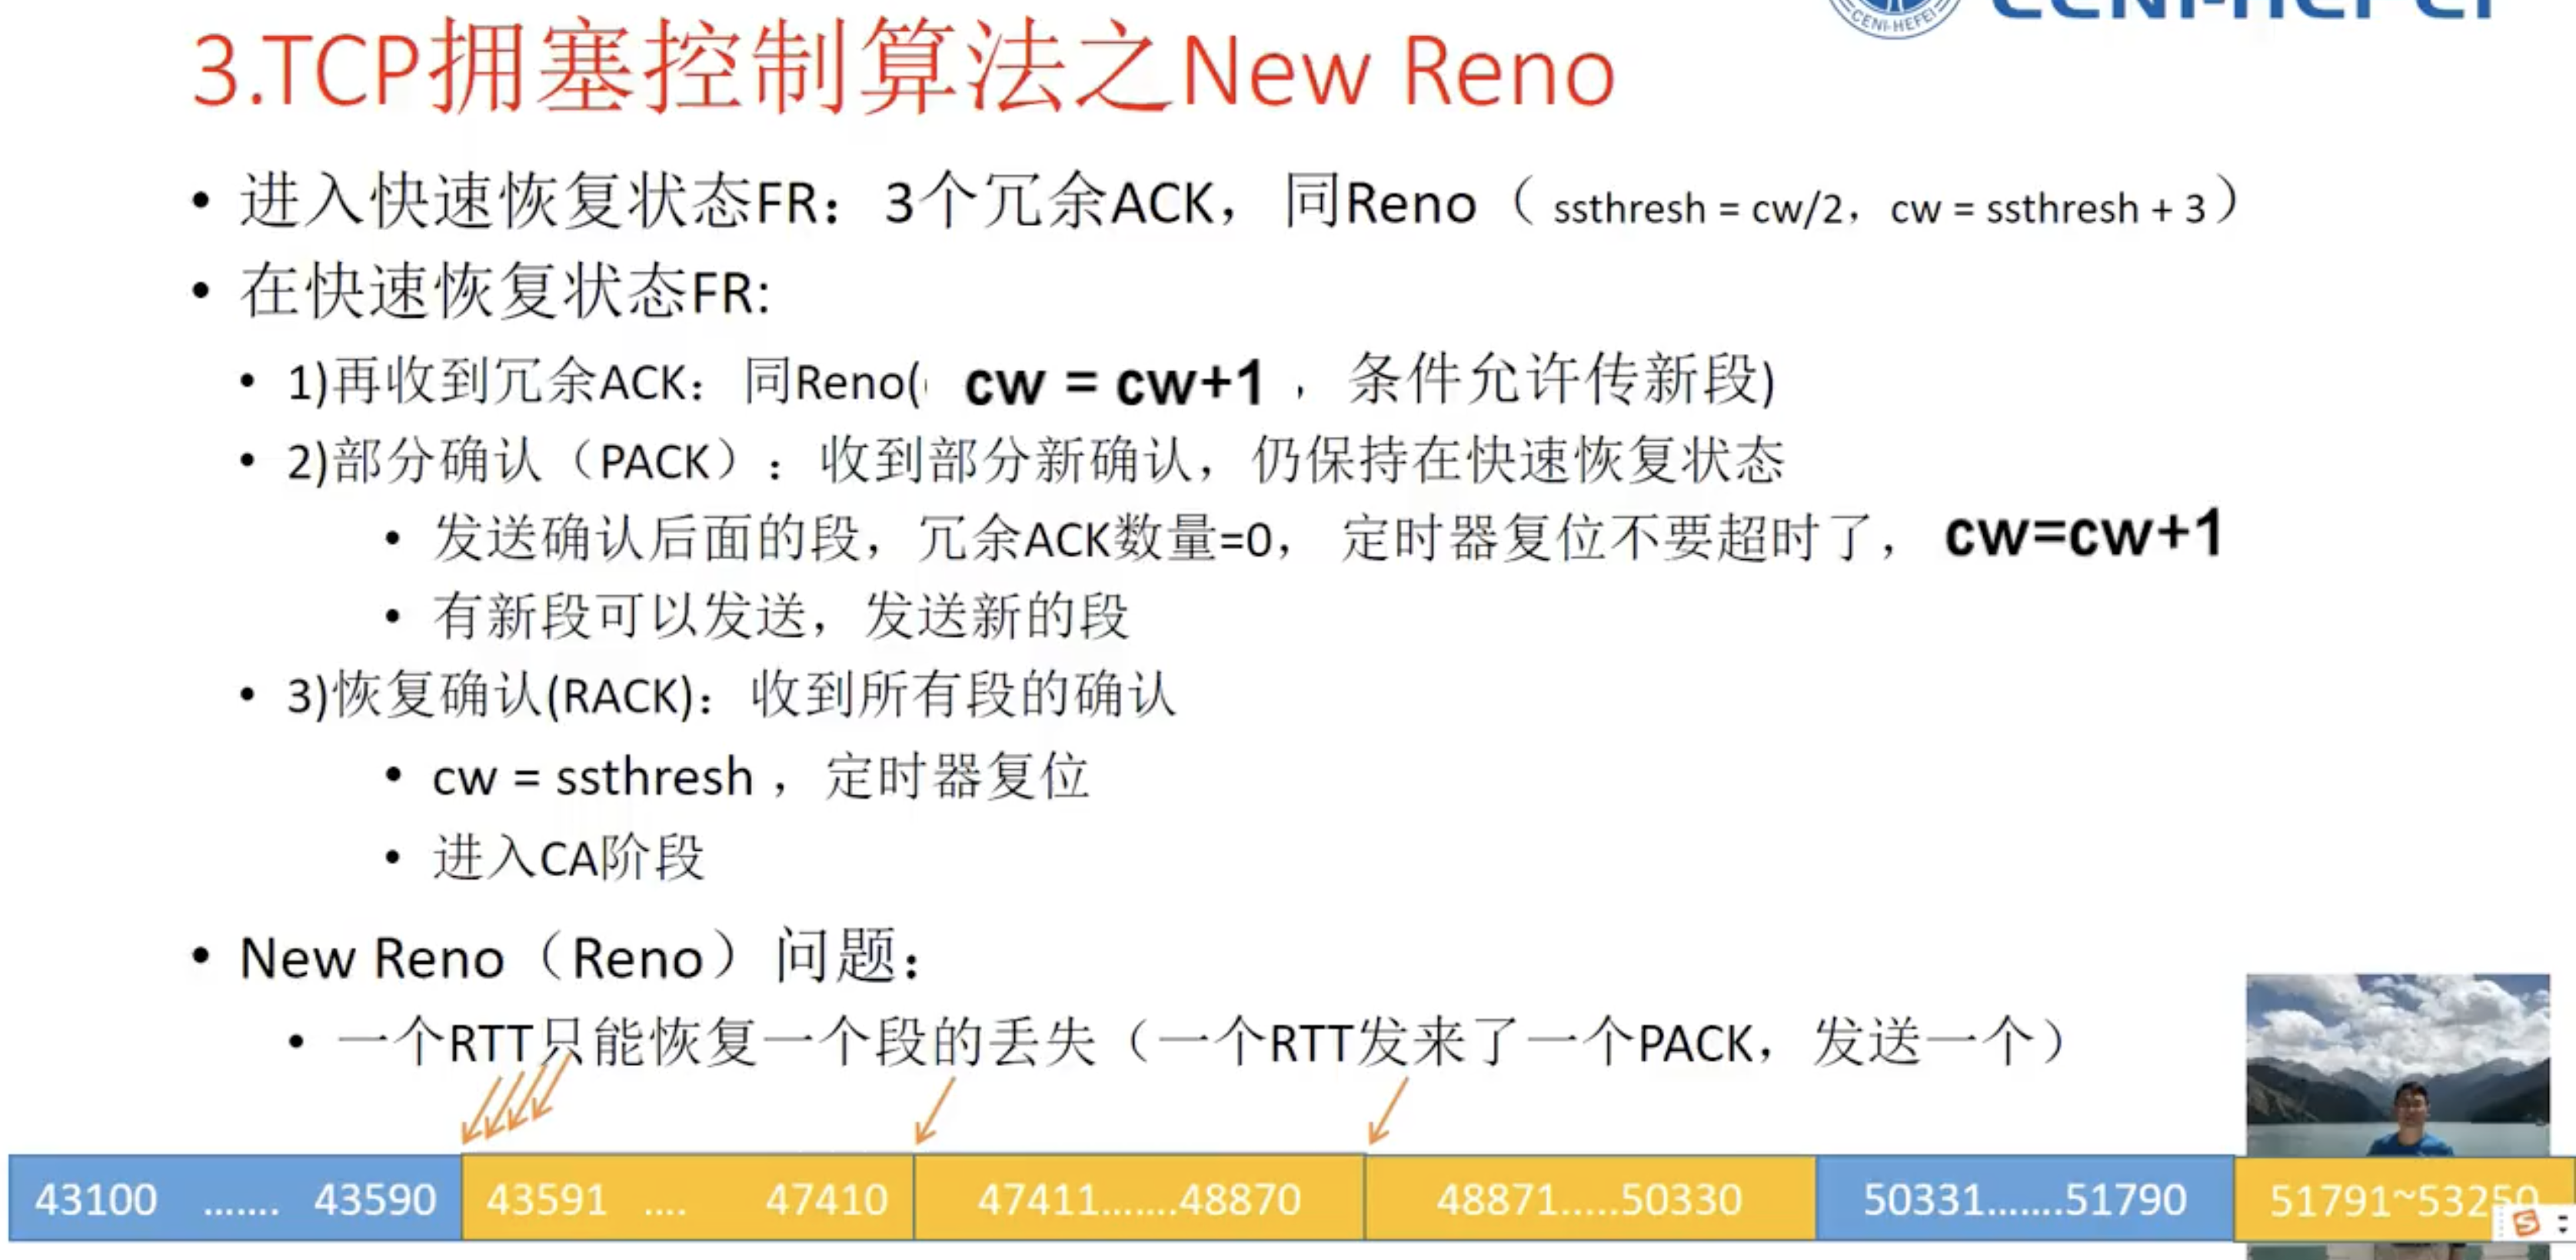 CENI-HEFEI
3.TCP拥塞控制算法之New Reno
• 进入快速恢复状态FR：3个冗余ACK，同Reno（ssthresh = cw/2，cw = ssthresh + 3）
• 在快速恢复状态FR:
• 1)再收到冗余ACK：同Reno( cw = cw+1 ，条件允许传新段)
• 2)部分确认（PACK）：收到部分新确认，仍保持在快速恢复状态
• 发送确认后面的段，冗余ACK数量=0， 定时器复位不要超时了， cw=cw+1
• 有新段可以发送，发送新的段
• 3)恢复确认(RACK)：收到所有段的确认
• cw = ssthresh ，定时器复位
• 进入CA阶段
• New Reno（Reno）问题：
• 一个RTT只能恢复一个段的丢失（一个RTT发来了一个PACK，发送一个）
43100 ....... 43590 43591 .... 47410 47411.......48870 48871.....50330 50331.......51790 51791~53250